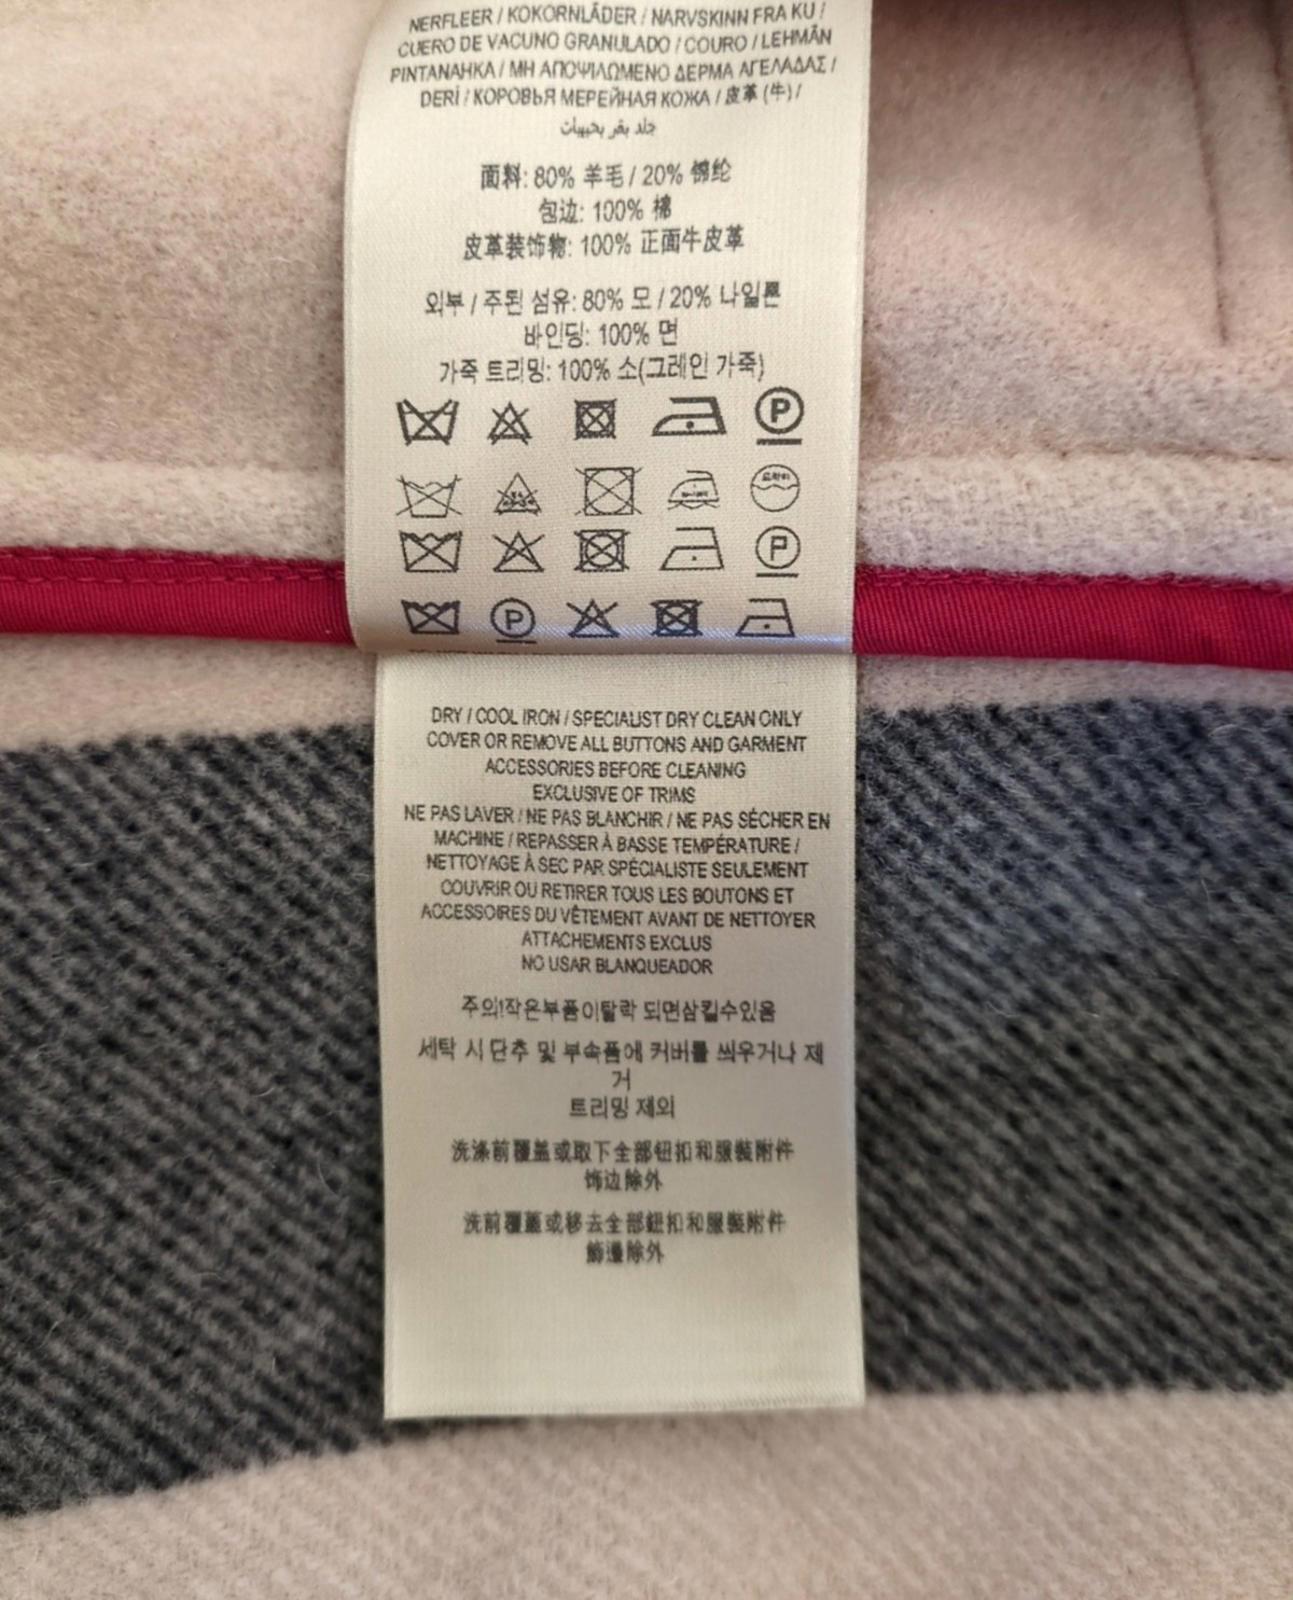 NERFLEER / KOKORNLÄDER / NARVSKINN FRA KU /
CUERO DE VACUNO GRANULADO / COURO / LEHMÄN
PINTANAHKA / ΜΗ ΑΠΟΨΙΛΩΜΕΝΟ ΔΕΡΜΑ ΑΓΕΛΑΔΑΣ /
DERİ / КОРОВЬЯ МЕРЕЙНАЯ КОЖА / 皮革 (牛) /
جلد بقر بحبيبات
面料: 80% 羊毛 / 20% 锦纶
包边: 100% 棉
皮革装饰物: 100% 正面牛皮革
외부 / 주된 섬유: 80% 모 / 20% 나일론
바인딩: 100% 면
가죽 트리밍: 100% 소(그레인 가죽)
P
P
P
DRY / COOL IRON / SPECIALIST DRY CLEAN ONLY
COVER OR REMOVE ALL BUTTONS AND GARMENT
ACCESSORIES BEFORE CLEANING
EXCLUSIVE OF TRIMS
NE PAS LAVER / NE PAS BLANCHIR / NE PAS SÉCHER EN
MACHINE / REPASSER À BASSE TEMPÉRATURE /
NETTOYAGE À SEC PAR SPÉCIALISTE SEULEMENT
COUVRIR OU RETIRER TOUS LES BOUTONS ET
ACCESSOIRES DU VÊTEMENT AVANT DE NETTOYER
ATTACHEMENTS EXCLUS
NO USAR BLANQUEADOR
주의!작은부품이탈락 되면삼킬수있음
세탁 시 단추 및 부속품에 커버를 씌우거나 제
거
트리밍 제외
洗涤前覆盖或取下全部钮扣和服装附件
饰边除外
洗前覆蓋或移去全部鈕扣和服裝附件
飾邊除外